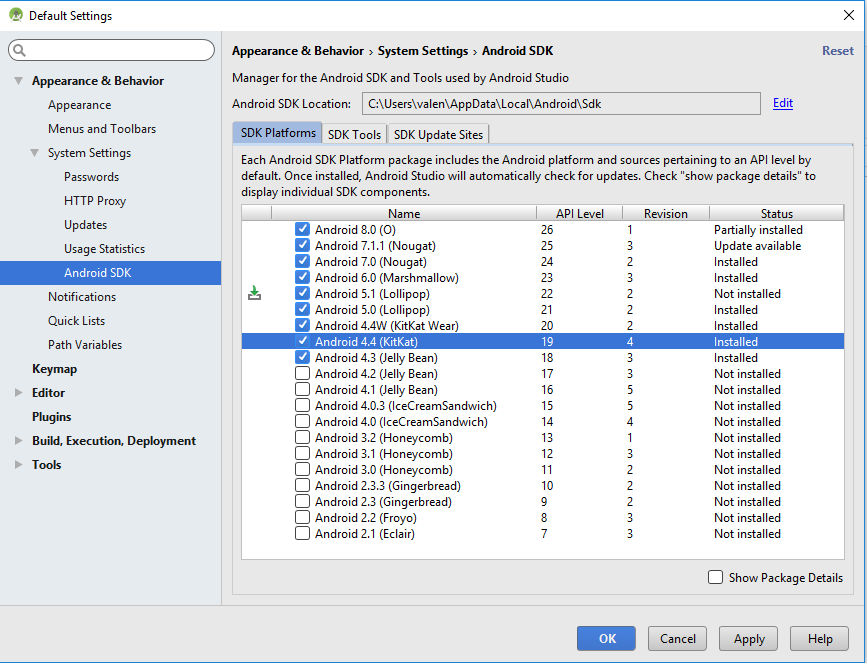 Default Settings
Appearance & Behavior
Appearance
Menus and Toolbars
System Settings
Passwords
HTTP Proxy
Updates
Usage Statistics
Android SDK
Notifications
Quick Lists
Path Variables
Keymap
Editor
Plugins
Build, Execution, Deployment
Tools
Appearance & Behavior › System Settings › Android SDK Reset
Manager for the Android SDK and Tools used by Android Studio
Android SDK Location: C:\Users\valen\AppData\Local\Android\Sdk Edit
SDK Platforms SDK Tools SDK Update Sites
Each Android SDK Platform package includes the Android platform and sources pertaining to an API level by
default. Once installed, Android Studio will automatically check for updates. Check "show package details" to
display individual SDK components.
Name API Level Revision Status
Android 8.0 (O) 26 1 Partially installed
Android 7.1.1 (Nougat) 25 3 Update available
Android 7.0 (Nougat) 24 2 Installed
Android 6.0 (Marshmallow) 23 3 Installed
Android 5.1 (Lollipop) 22 2 Not installed
Android 5.0 (Lollipop) 21 2 Installed
Android 4.4W (KitKat Wear) 20 2 Installed
Android 4.4 (KitKat) 19 4 Installed
Android 4.3 (Jelly Bean) 18 3 Installed
Android 4.2 (Jelly Bean) 17 3 Not installed
Android 4.1 (Jelly Bean) 16 5 Not installed
Android 4.0.3 (IceCreamSandwich) 15 5 Not installed
Android 4.0 (IceCreamSandwich) 14 4 Not installed
Android 3.2 (Honeycomb) 13 1 Not installed
Android 3.1 (Honeycomb) 12 3 Not installed
Android 3.0 (Honeycomb) 11 2 Not installed
Android 2.3.3 (Gingerbread) 10 2 Not installed
Android 2.3 (Gingerbread) 9 2 Not installed
Android 2.2 (Froyo) 8 3 Not installed
Android 2.1 (Eclair) 7 3 Not installed
Show Package Details
OK Cancel Apply Help